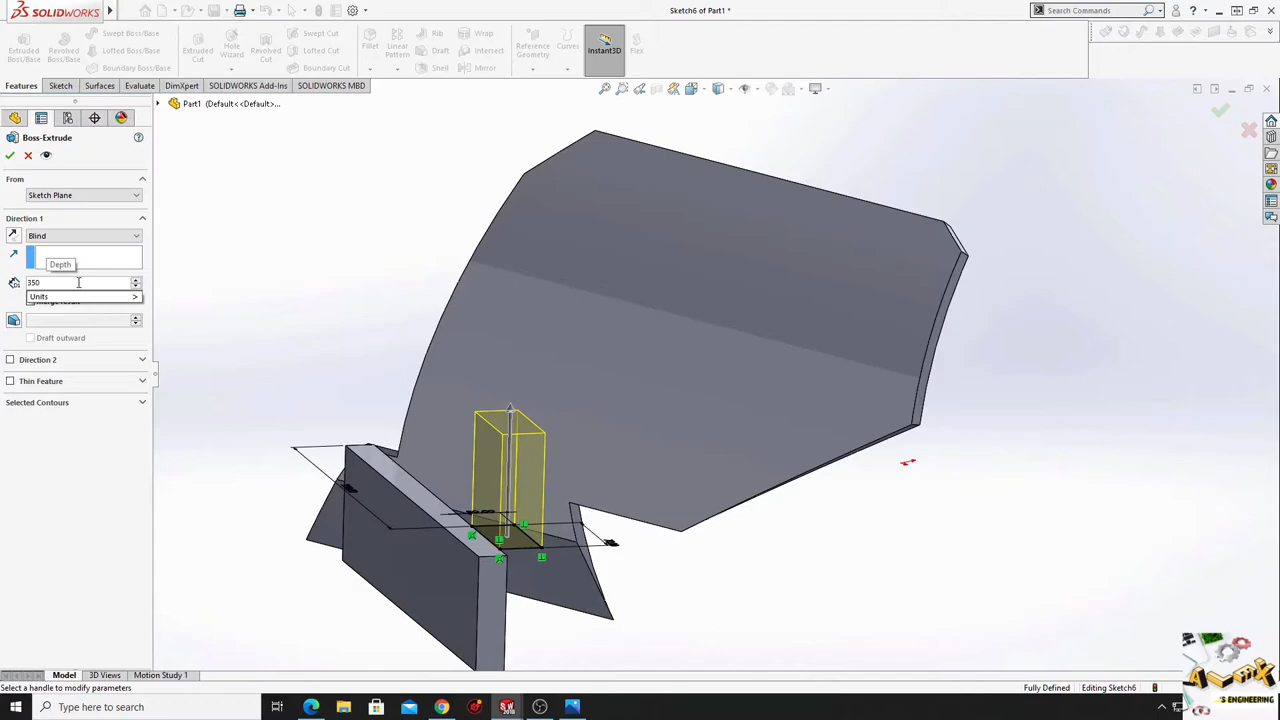 SOLIDWORKS
Sketch6 of Part1 *
Search Commands
Extruded Boss/Base
Revolved Boss/Base
Swept Boss/Base
Lofted Boss/Base
Boundary Boss/Base
Extruded Cut
Hole Wizard
Revolved Cut
Swept Cut
Lofted Cut
Boundary Cut
Fillet
Linear Pattern
Rib
Draft
Shell
Wrap
Intersect
Mirror
Reference Geometry
Curves
Instant3D
Flex
Features
Sketch
Surfaces
Evaluate
DimXpert
SOLIDWORKS Add-Ins
SOLIDWORKS MBD
Part1 (Default<<Default>...
Boss-Extrude
From
Sketch Plane
Direction 1
Blind
Depth
350
Units >
Draft outward
Direction 2
Thin Feature
Selected Contours
Model
3D Views
Motion Study 1
Select a handle to modify parameters
Fully Defined
Editing Sketch6
Type here to search
'S ENGINEERING